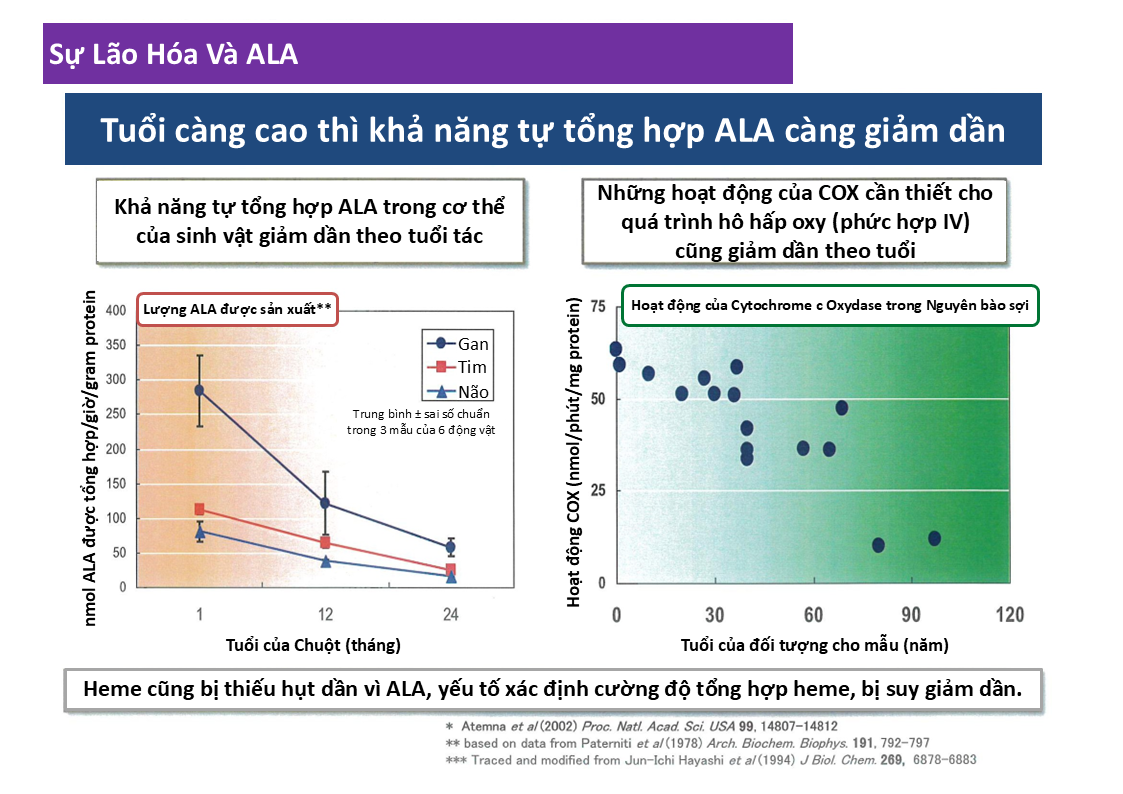 Sự Lão Hóa Và ALA
Tuổi càng cao thì khả năng tự tổng hợp ALA càng giảm dần
Khả năng tự tổng hợp ALA trong cơ thể
của sinh vật giảm dần theo tuổi tác
Những hoạt động của COX cần thiết cho
quá trình hô hấp oxy (phức hợp IV)
cũng giảm dần theo tuổi
nmol ALA được tổng hợp/giờ/gram protein
Lượng ALA được sản xuất**
400
350
300
250
200
150
100
50
0
Gan
Tim
Não
Trung bình ± sai số chuẩn
trong 3 mẫu của 6 động vật
1 12 24
Tuổi của Chuột (tháng)
Hoạt động COX (nmol/phút/mg protein)
Hoạt động của Cytochrome c Oxydase trong Nguyên bào sợi
75
50
25
0
0 30 60 90 120
Tuổi của đối tượng cho mẫu (năm)
Heme cũng bị thiếu hụt dần vì ALA, yếu tố xác định cường độ tổng hợp heme, bị suy giảm dần.
* Atemna et al (2002) Proc. Natl. Acad. Sci. USA 99, 14807-14812
** based on data from Paterniti et al (1978) Arch. Biochem. Biophys. 191, 792-797
*** Traced and modified from Jun-Ichi Hayashi et al (1994) J Biol. Chem. 269, 6878-6883